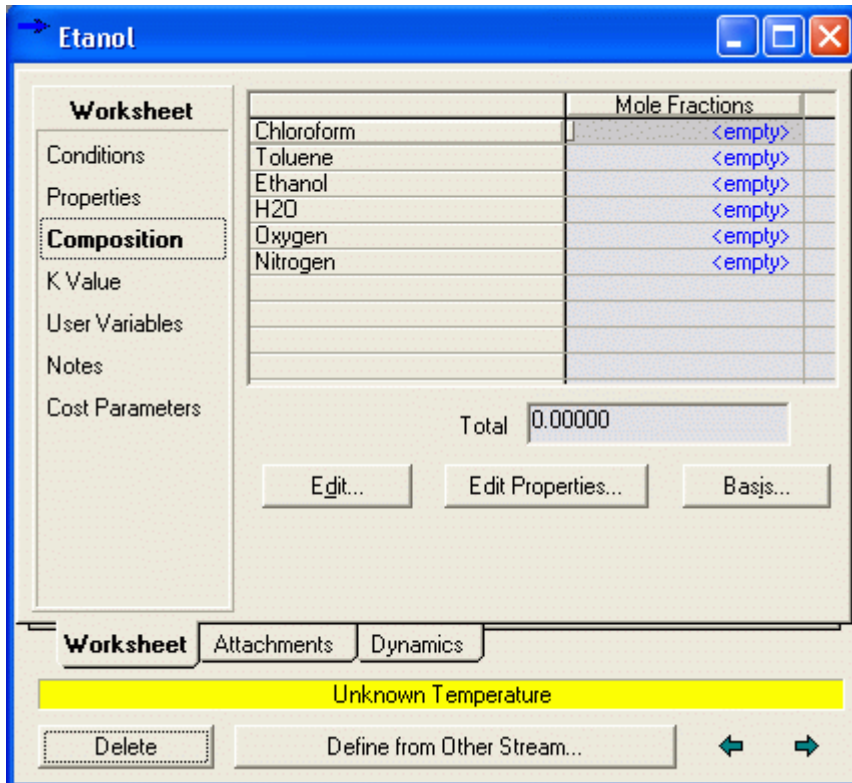 Etanol
Worksheet
Conditions
Properties
Composition
K Value
User Variables
Notes
Cost Parameters
Mole Fractions
Chloroform <empty>
Toluene <empty>
Ethanol <empty>
H2O <empty>
Oxygen <empty>
Nitrogen <empty>
Total 0.00000
Edit... Edit Properties... Basis...
Worksheet Attachments Dynamics
Unknown Temperature
Delete Define from Other Stream...